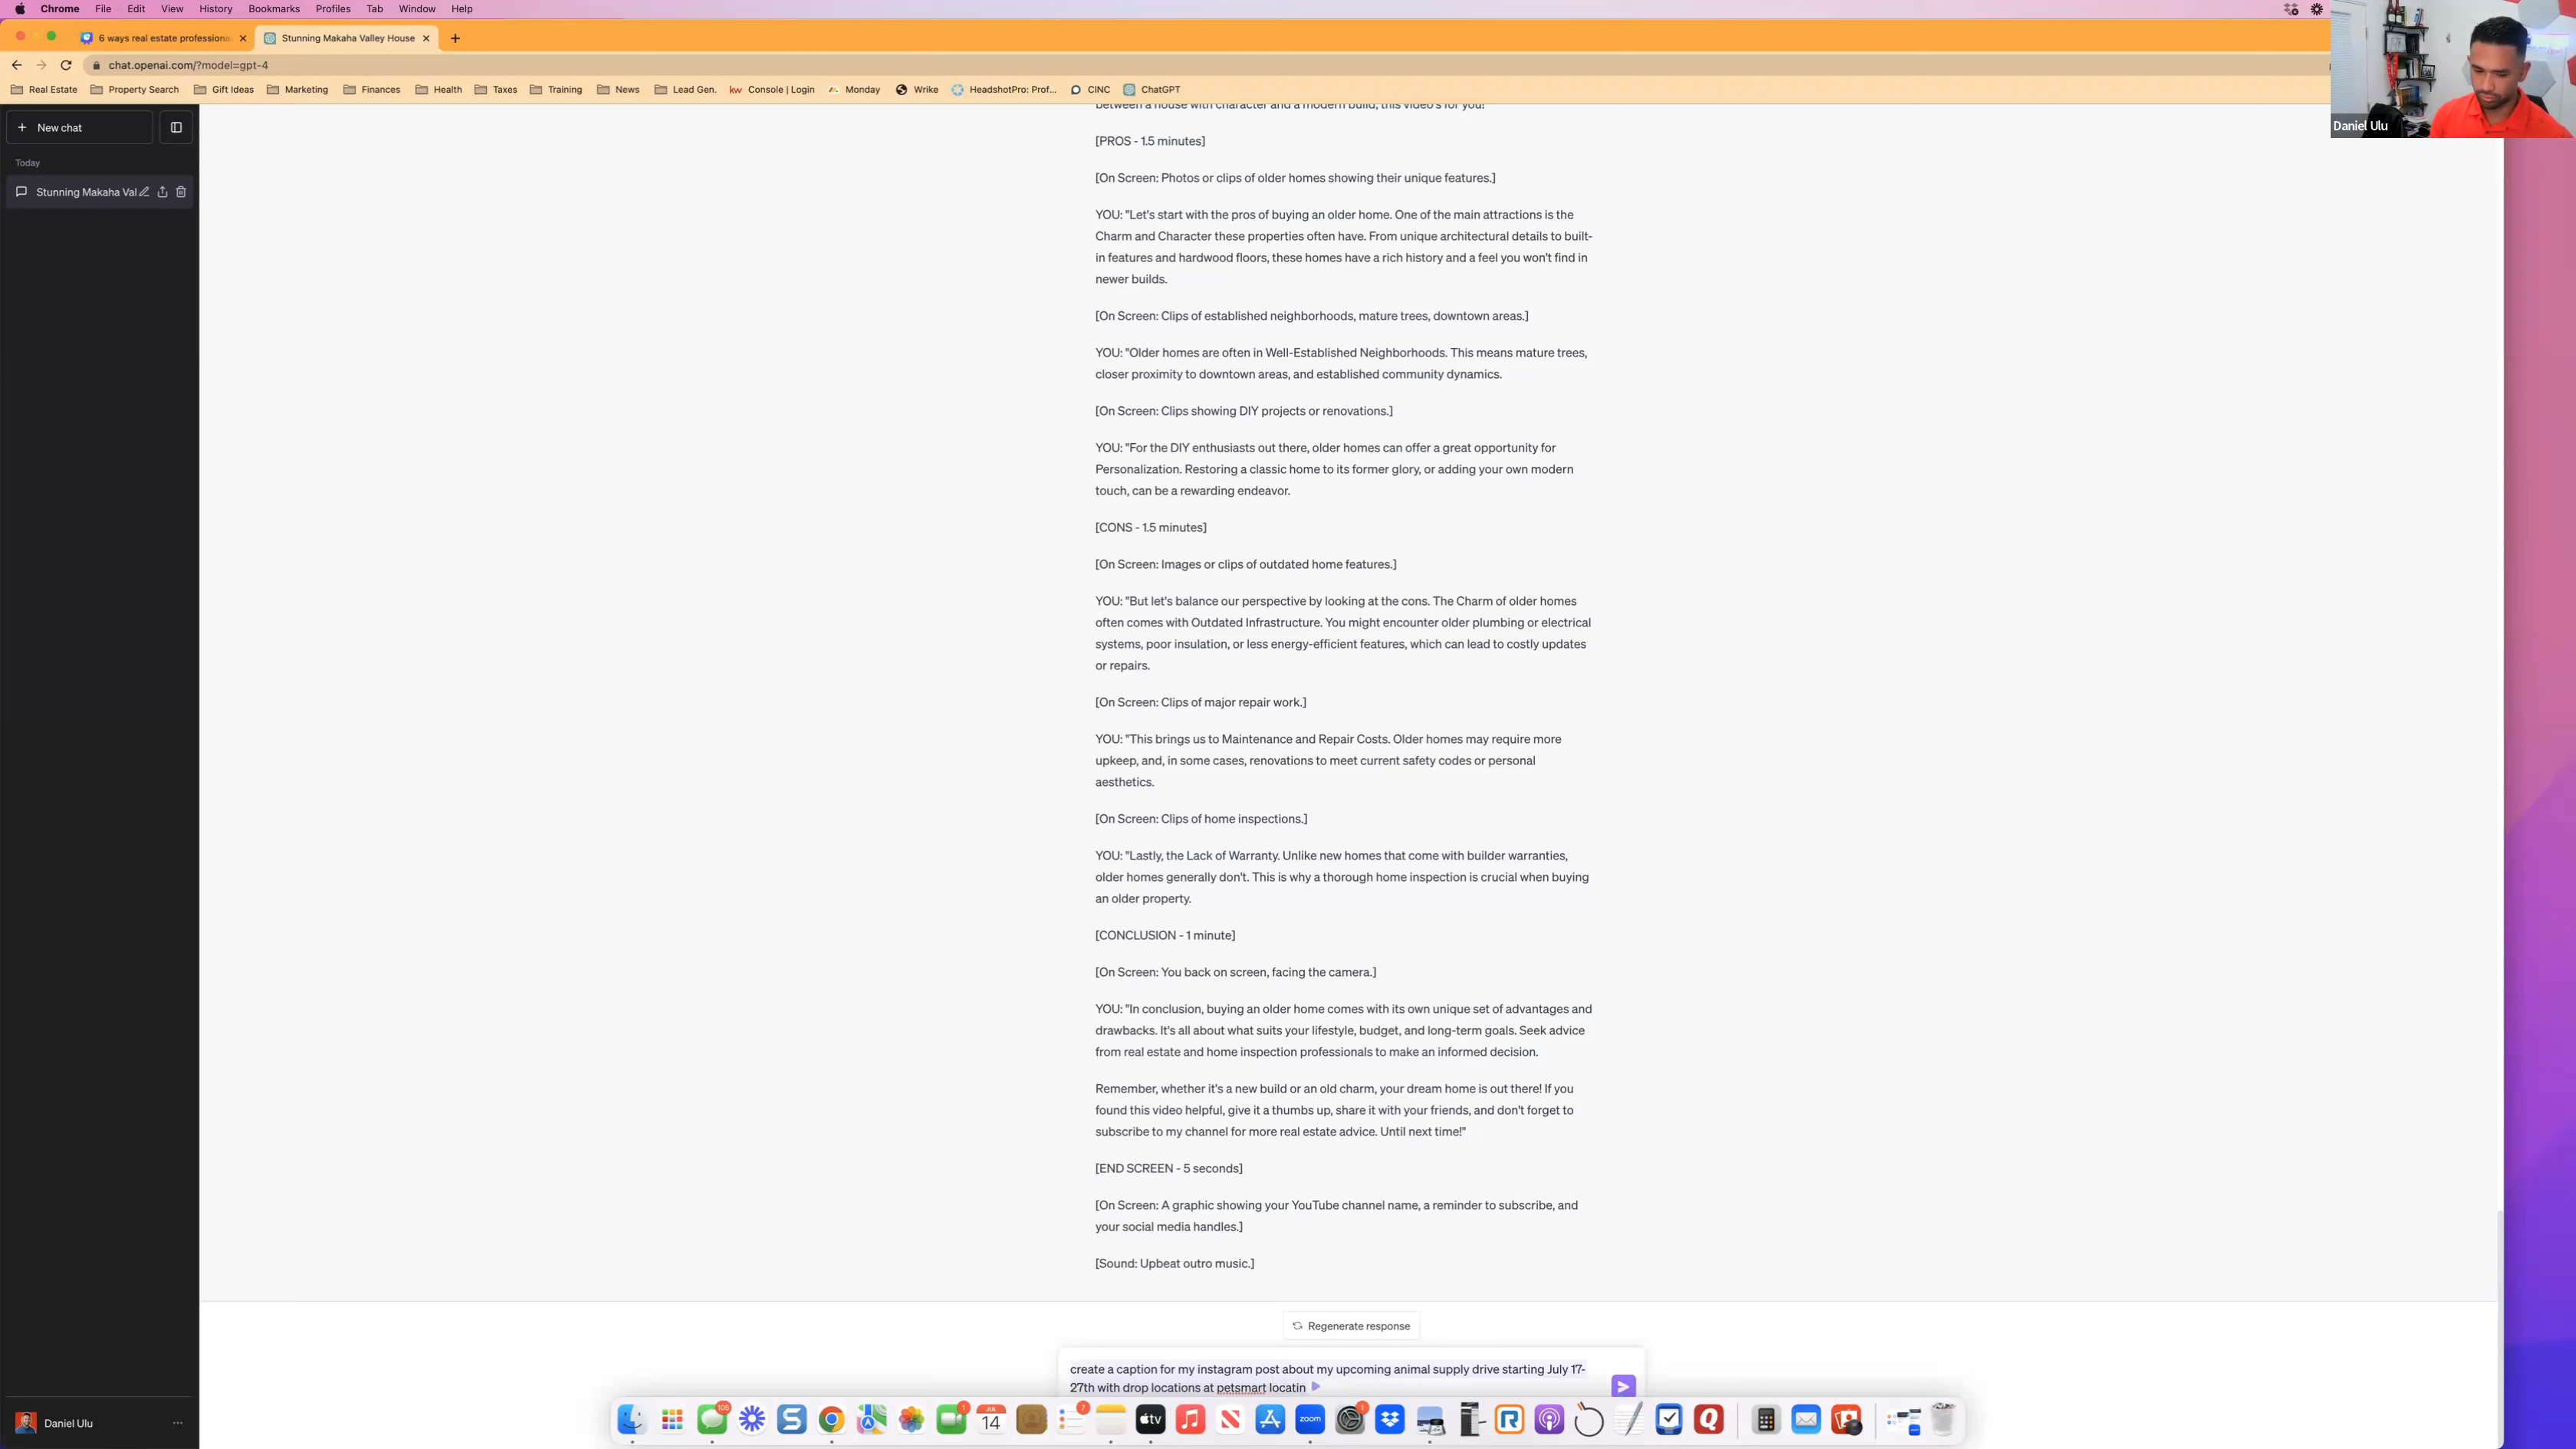 Chrome File Edit View History Bookmarks Profiles Tab Window Help
6 ways real estate professiona
Stunning Makaha Valley House
chat.openai.com/?model=gpt-4
Real Estate Property Search Gift Ideas Marketing Finances Health Taxes Training News Lead Gen. kw Console | Login Monday Wrike HeadshotPro: Prof... CINC ChatGPT
Daniel Ulu
New chat
Today
Stunning Makaha Val
between a house with character and a modern build, this video's for you!
[PROS - 1.5 minutes]
[On Screen: Photos or clips of older homes showing their unique features.]
YOU: "Let's start with the pros of buying an older home. One of the main attractions is the
Charm and Character these properties often have. From unique architectural details to built-
in features and hardwood floors, these homes have a rich history and a feel you won't find in
newer builds.
[On Screen: Clips of established neighborhoods, mature trees, downtown areas.]
YOU: "Older homes are often in Well-Established Neighborhoods. This means mature trees,
closer proximity to downtown areas, and established community dynamics.
[On Screen: Clips showing DIY projects or renovations.]
YOU: "For the DIY enthusiasts out there, older homes can offer a great opportunity for
Personalization. Restoring a classic home to its former glory, or adding your own modern
touch, can be a rewarding endeavor.
[CONS - 1.5 minutes]
[On Screen: Images or clips of outdated home features.]
YOU: "But let's balance our perspective by looking at the cons. The Charm of older homes
often comes with Outdated Infrastructure. You might encounter older plumbing or electrical
systems, poor insulation, or less energy-efficient features, which can lead to costly updates
or repairs.
[On Screen: Clips of major repair work.]
YOU: "This brings us to Maintenance and Repair Costs. Older homes may require more
upkeep, and, in some cases, renovations to meet current safety codes or personal
aesthetics.
[On Screen: Clips of home inspections.]
YOU: "Lastly, the Lack of Warranty. Unlike new homes that come with builder warranties,
older homes generally don't. This is why a thorough home inspection is crucial when buying
an older property.
[CONCLUSION - 1 minute]
[On Screen: You back on screen, facing the camera.]
YOU: "In conclusion, buying an older home comes with its own unique set of advantages and
drawbacks. It's all about what suits your lifestyle, budget, and long-term goals. Seek advice
from real estate and home inspection professionals to make an informed decision.
Remember, whether it's a new build or an old charm, your dream home is out there! If you
found this video helpful, give it a thumbs up, share it with your friends, and don't forget to
subscribe to my channel for more real estate advice. Until next time!"
[END SCREEN - 5 seconds]
[On Screen: A graphic showing your YouTube channel name, a reminder to subscribe, and
your social media handles.]
[Sound: Upbeat outro music.]
Regenerate response
create a caption for my instagram post about my upcoming animal supply drive starting July 17-
27th with drop locations at petsmart locatin
Daniel Ulu
105 1 JUL 14 7 tv zoom 1